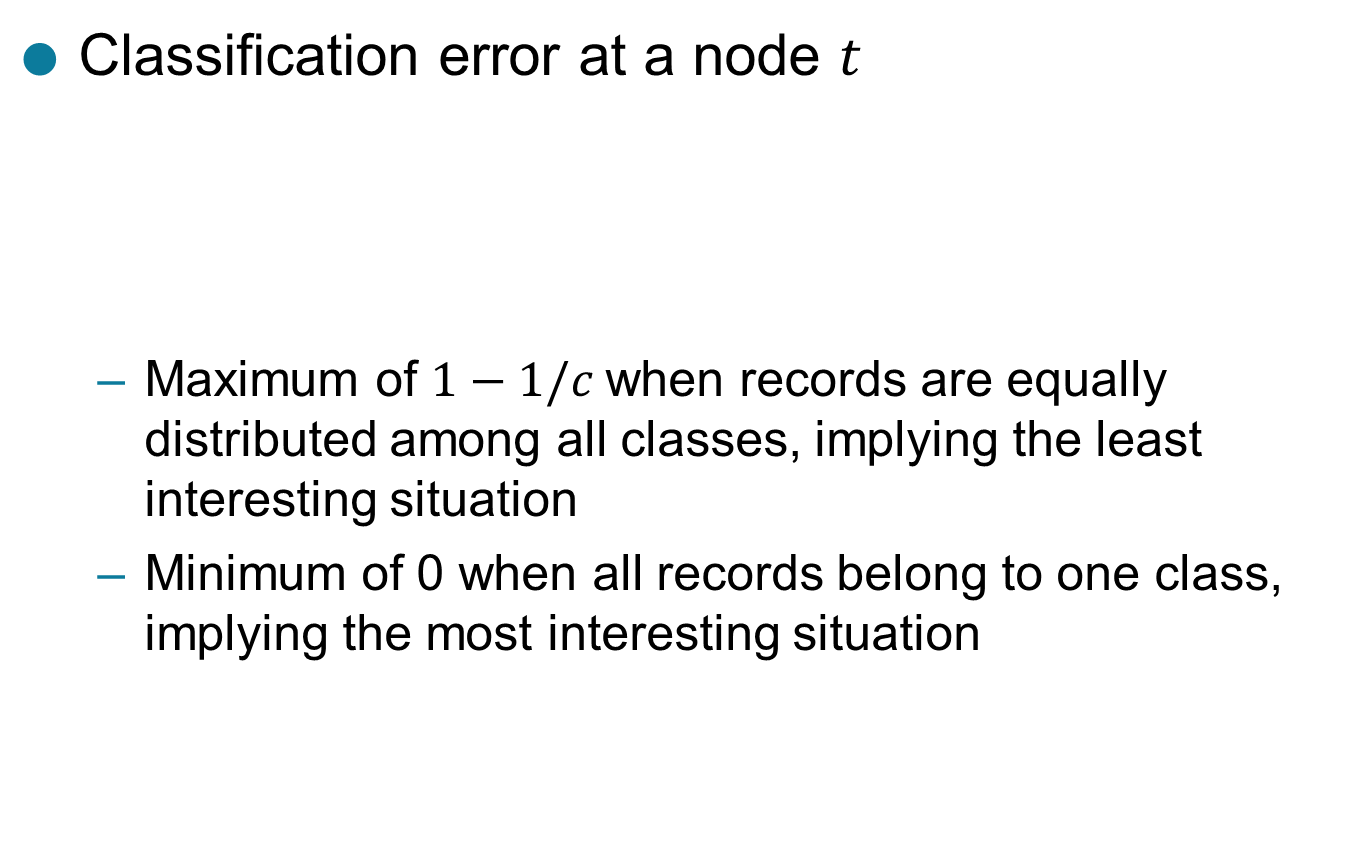 ● Classification error at a node 𝑡
– Maximum of 1 − 1/𝑐 when records are equally
distributed among all classes, implying the least
interesting situation
– Minimum of 0 when all records belong to one class,
implying the most interesting situation